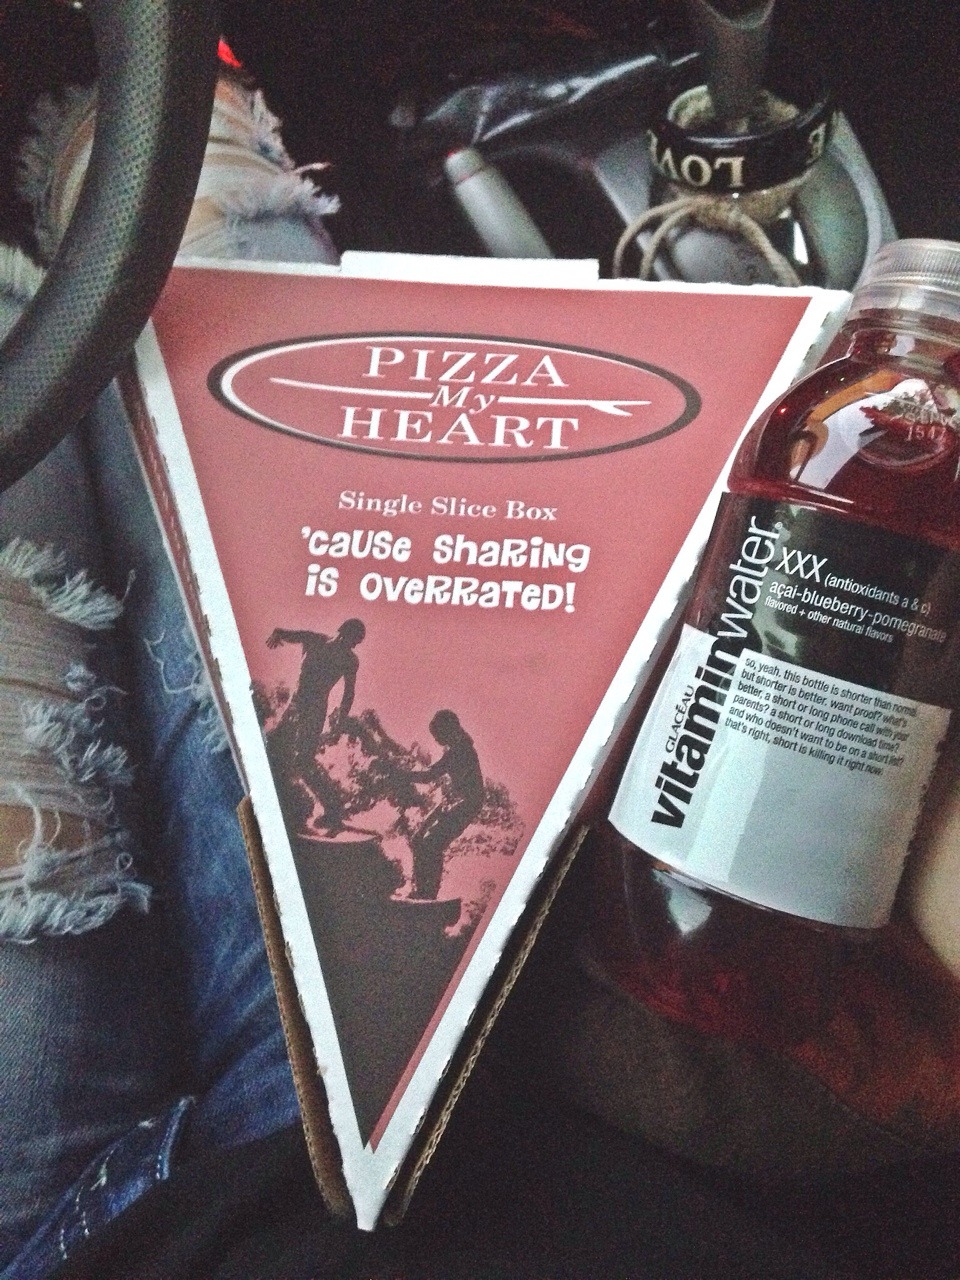 LOVE
PIZZA
My
HEART
Single Slice Box
'cause sharing
is overrated!
GLACÉAU
vitaminwater®
xxx (antioxidants a & c)
açai-blueberry-pomegranate
flavored + other natural flavors
so, yeah. this bottle is shorter than normal
but shorter is better. want proof? what's
better, a short or long phone call with your
parents? a short or long download time?
and who doesn't want to be on a short list?
that's right, short is killing it right now.